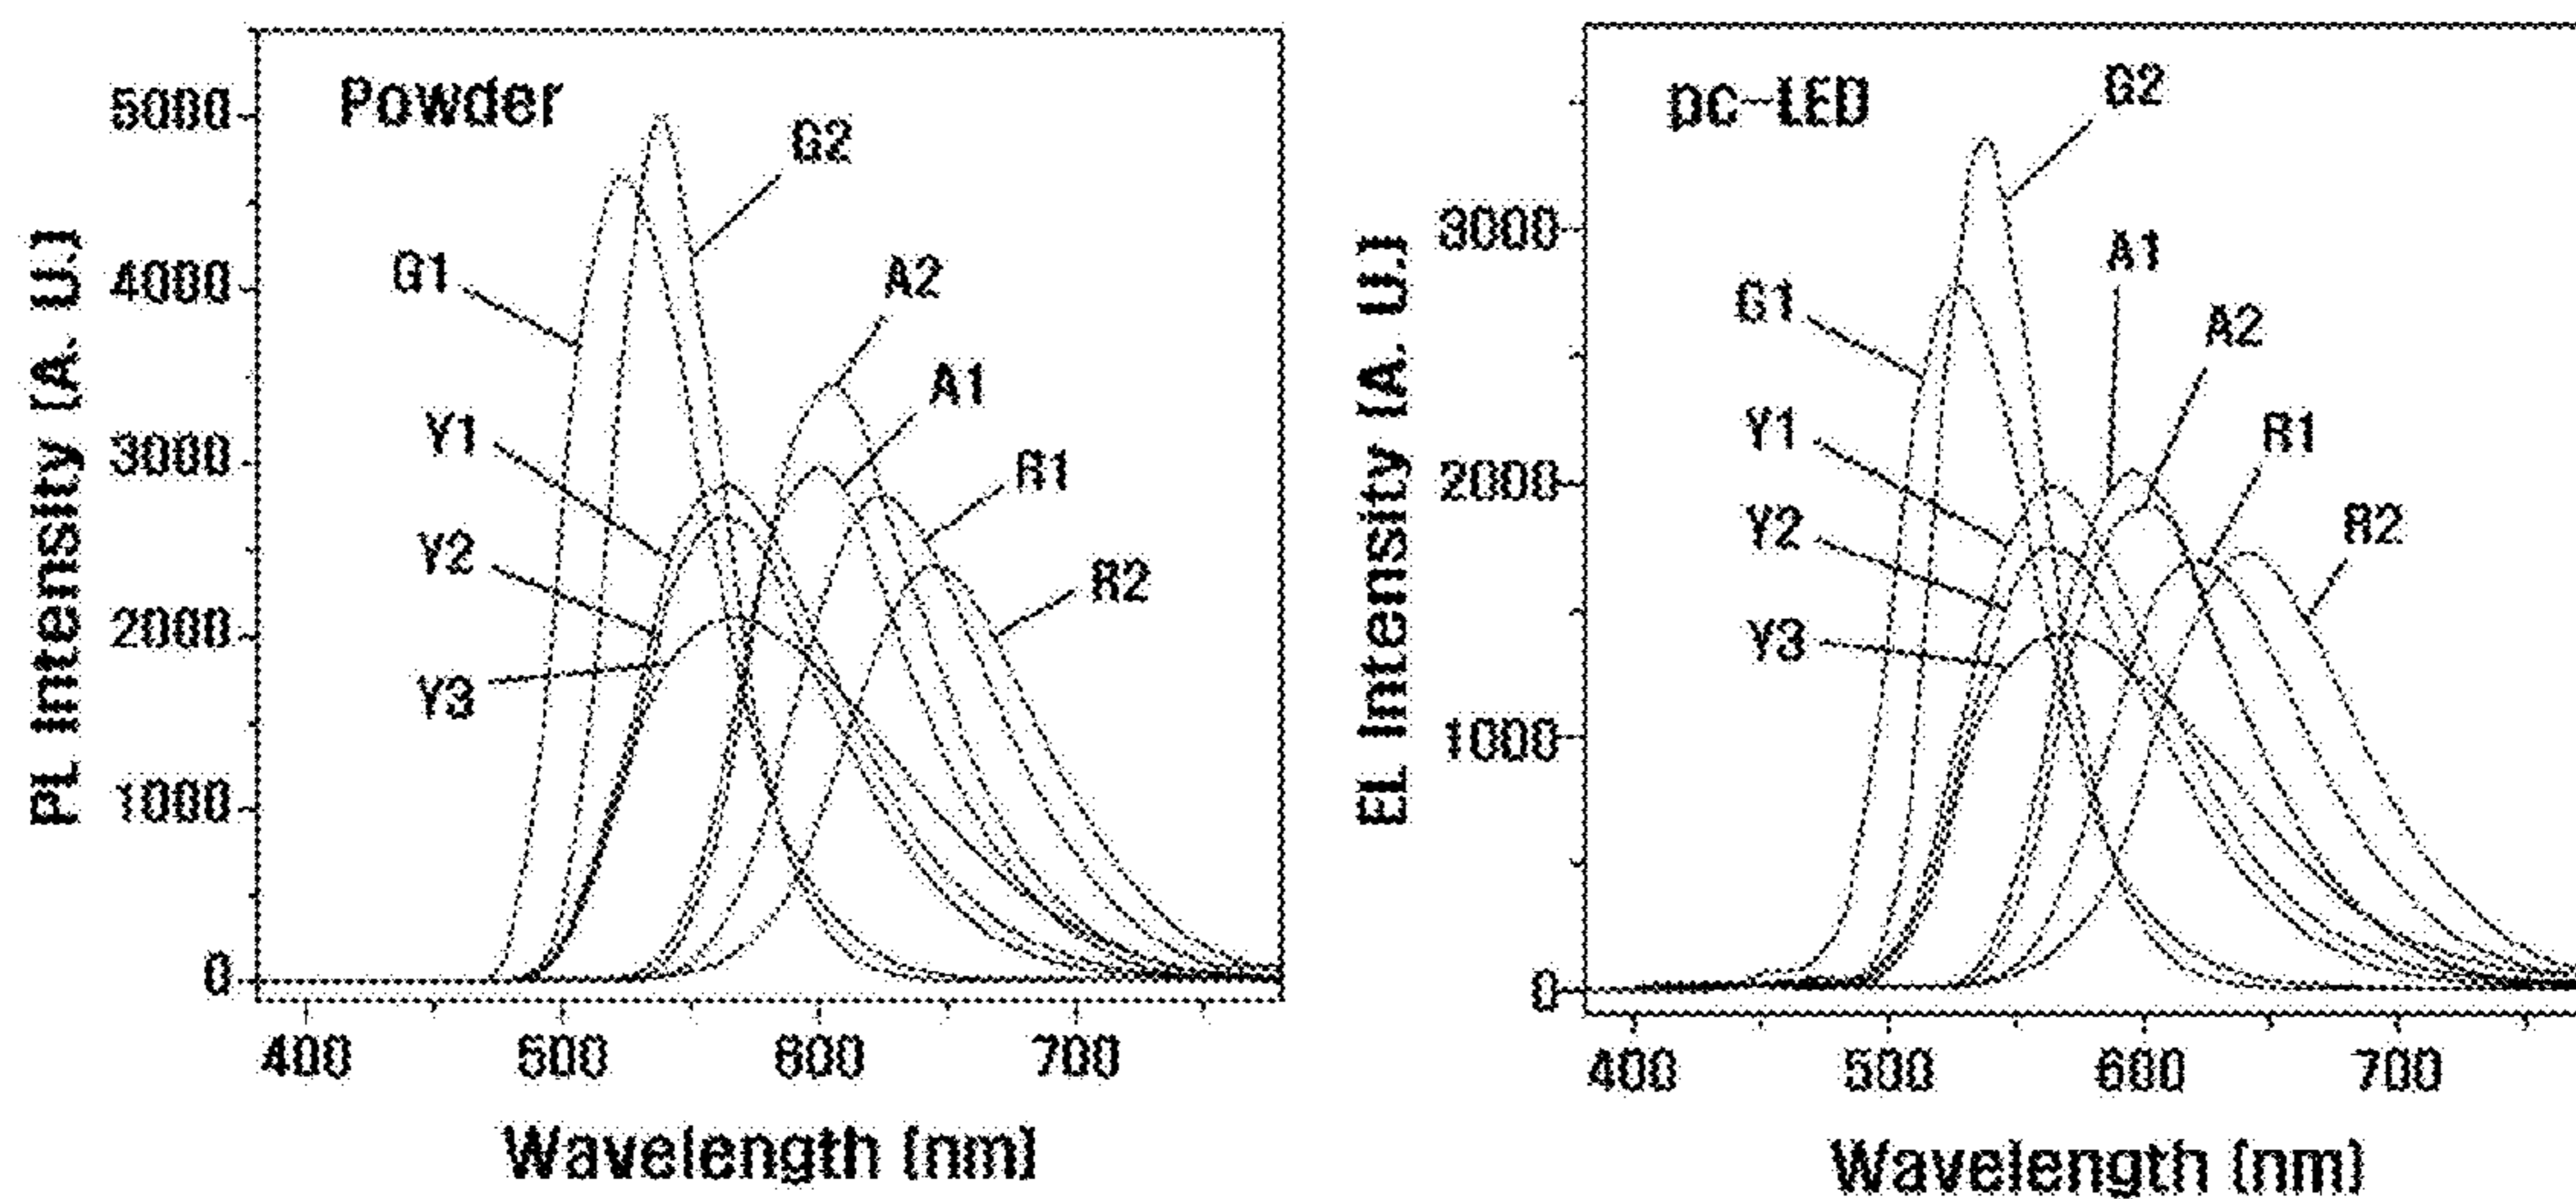 Powder
G2
G1
A2
A1
Y1
R1
Y2
R2
Y3
5000
4000
3000
2000
1000
0
PL Intensity [A. U.]
400
500
600
700
Wavelength [nm]
pc-LED
G2
A1
G1
A2
Y1
R1
Y2
R2
Y3
3000
2000
1000
0
EL Intensity [A. U.]
400
500
600
700
Wavelength [nm]